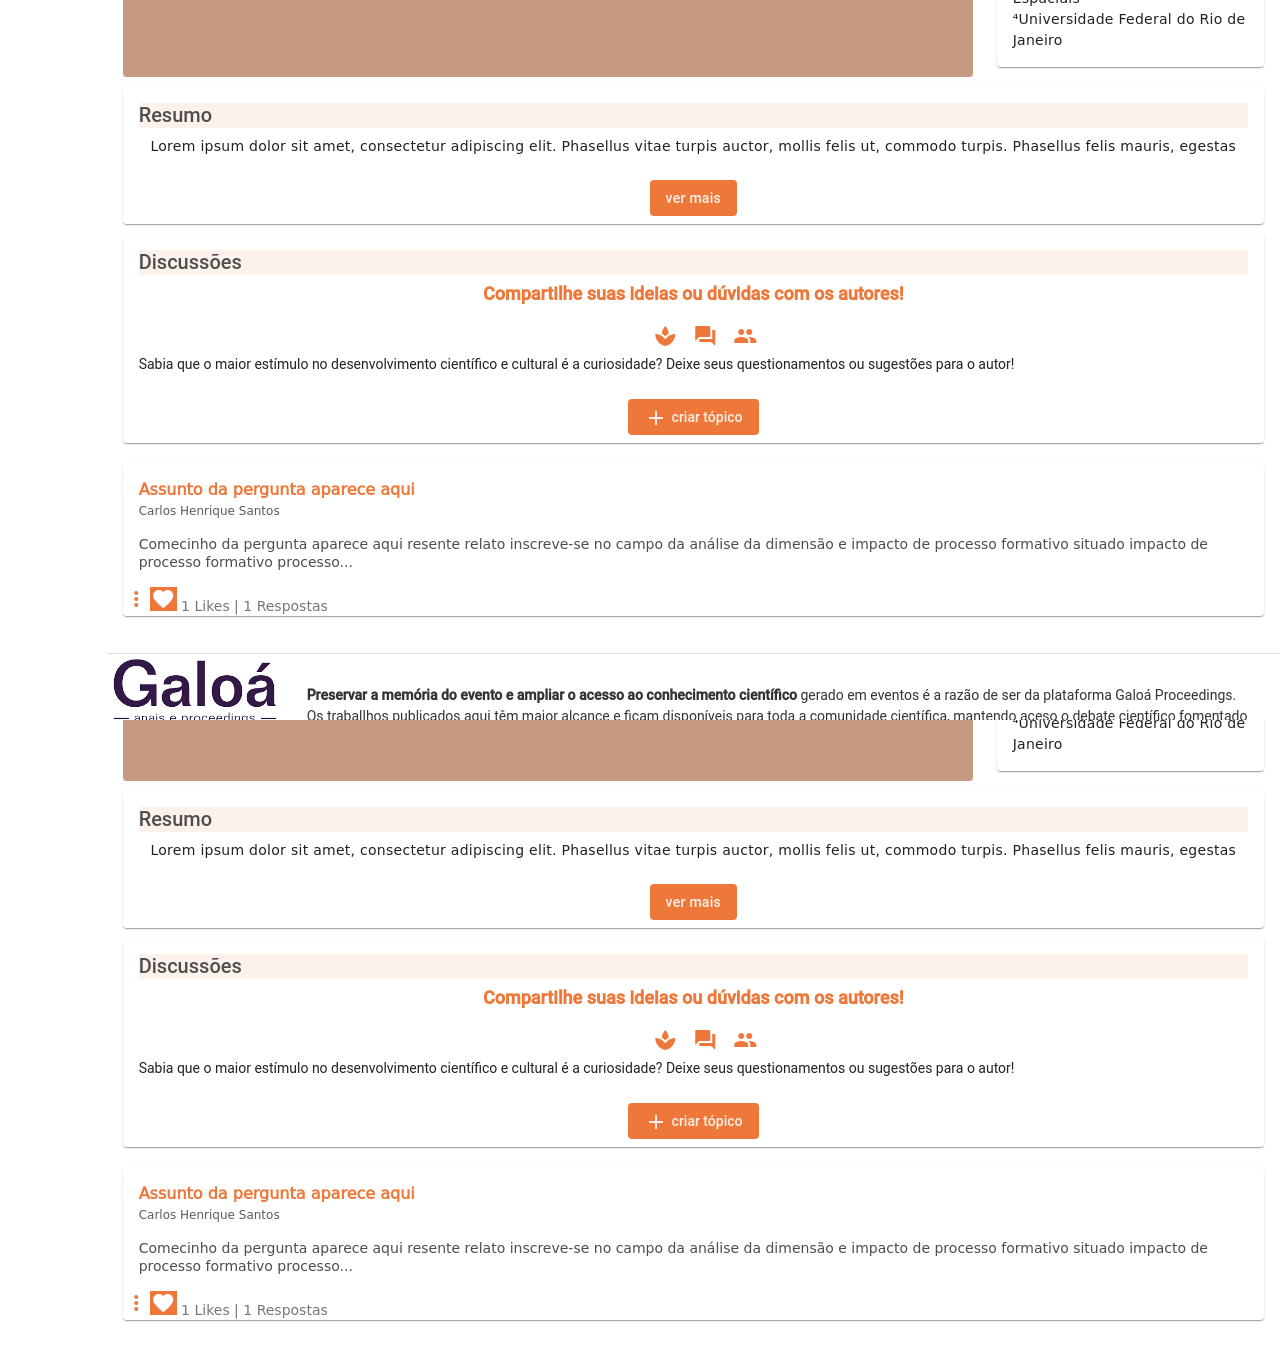 Espaciais
⁴Universidade Federal do Rio de
Janeiro
Resumo
Lorem ipsum dolor sit amet, consectetur adipiscing elit. Phasellus vitae turpis auctor, mollis felis ut, commodo turpis. Phasellus felis mauris, egestas
ver mais
Discussões
Compartilhe suas ideias ou dúvidas com os autores!
Sabia que o maior estímulo no desenvolvimento científico e cultural é a curiosidade? Deixe seus questionamentos ou sugestões para o autor!
criar tópico
Assunto da pergunta aparece aqui
Carlos Henrique Santos
Comecinho da pergunta aparece aqui resente relato inscreve-se no campo da análise da dimensão e impacto de processo formativo situado impacto de
processo formativo processo...
1 Likes | 1 Respostas
Galoá
anais e proceedings
Preservar a memória do evento e ampliar o acesso ao conhecimento científico gerado em eventos é a razão de ser da plataforma Galoá Proceedings.
Os traballhos publicados aqui têm maior alcance e ficam disponíveis para toda a comunidade científica, mantendo aceso o debate científico fomentado
⁴Universidade Federal do Rio de
Janeiro
Resumo
Lorem ipsum dolor sit amet, consectetur adipiscing elit. Phasellus vitae turpis auctor, mollis felis ut, commodo turpis. Phasellus felis mauris, egestas
ver mais
Discussões
Compartilhe suas ideias ou dúvidas com os autores!
Sabia que o maior estímulo no desenvolvimento científico e cultural é a curiosidade? Deixe seus questionamentos ou sugestões para o autor!
criar tópico
Assunto da pergunta aparece aqui
Carlos Henrique Santos
Comecinho da pergunta aparece aqui resente relato inscreve-se no campo da análise da dimensão e impacto de processo formativo situado impacto de
processo formativo processo...
1 Likes | 1 Respostas